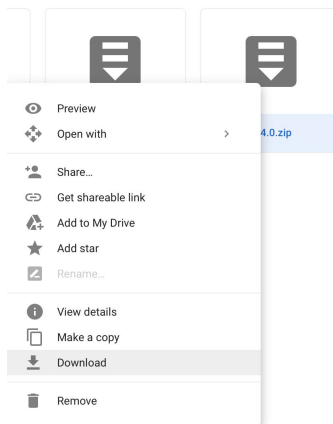 4.0.zip
Preview
Open with
Share...
Get shareable link
Add to My Drive
Add star
Rename...
View details
Make a copy
Download
Remove